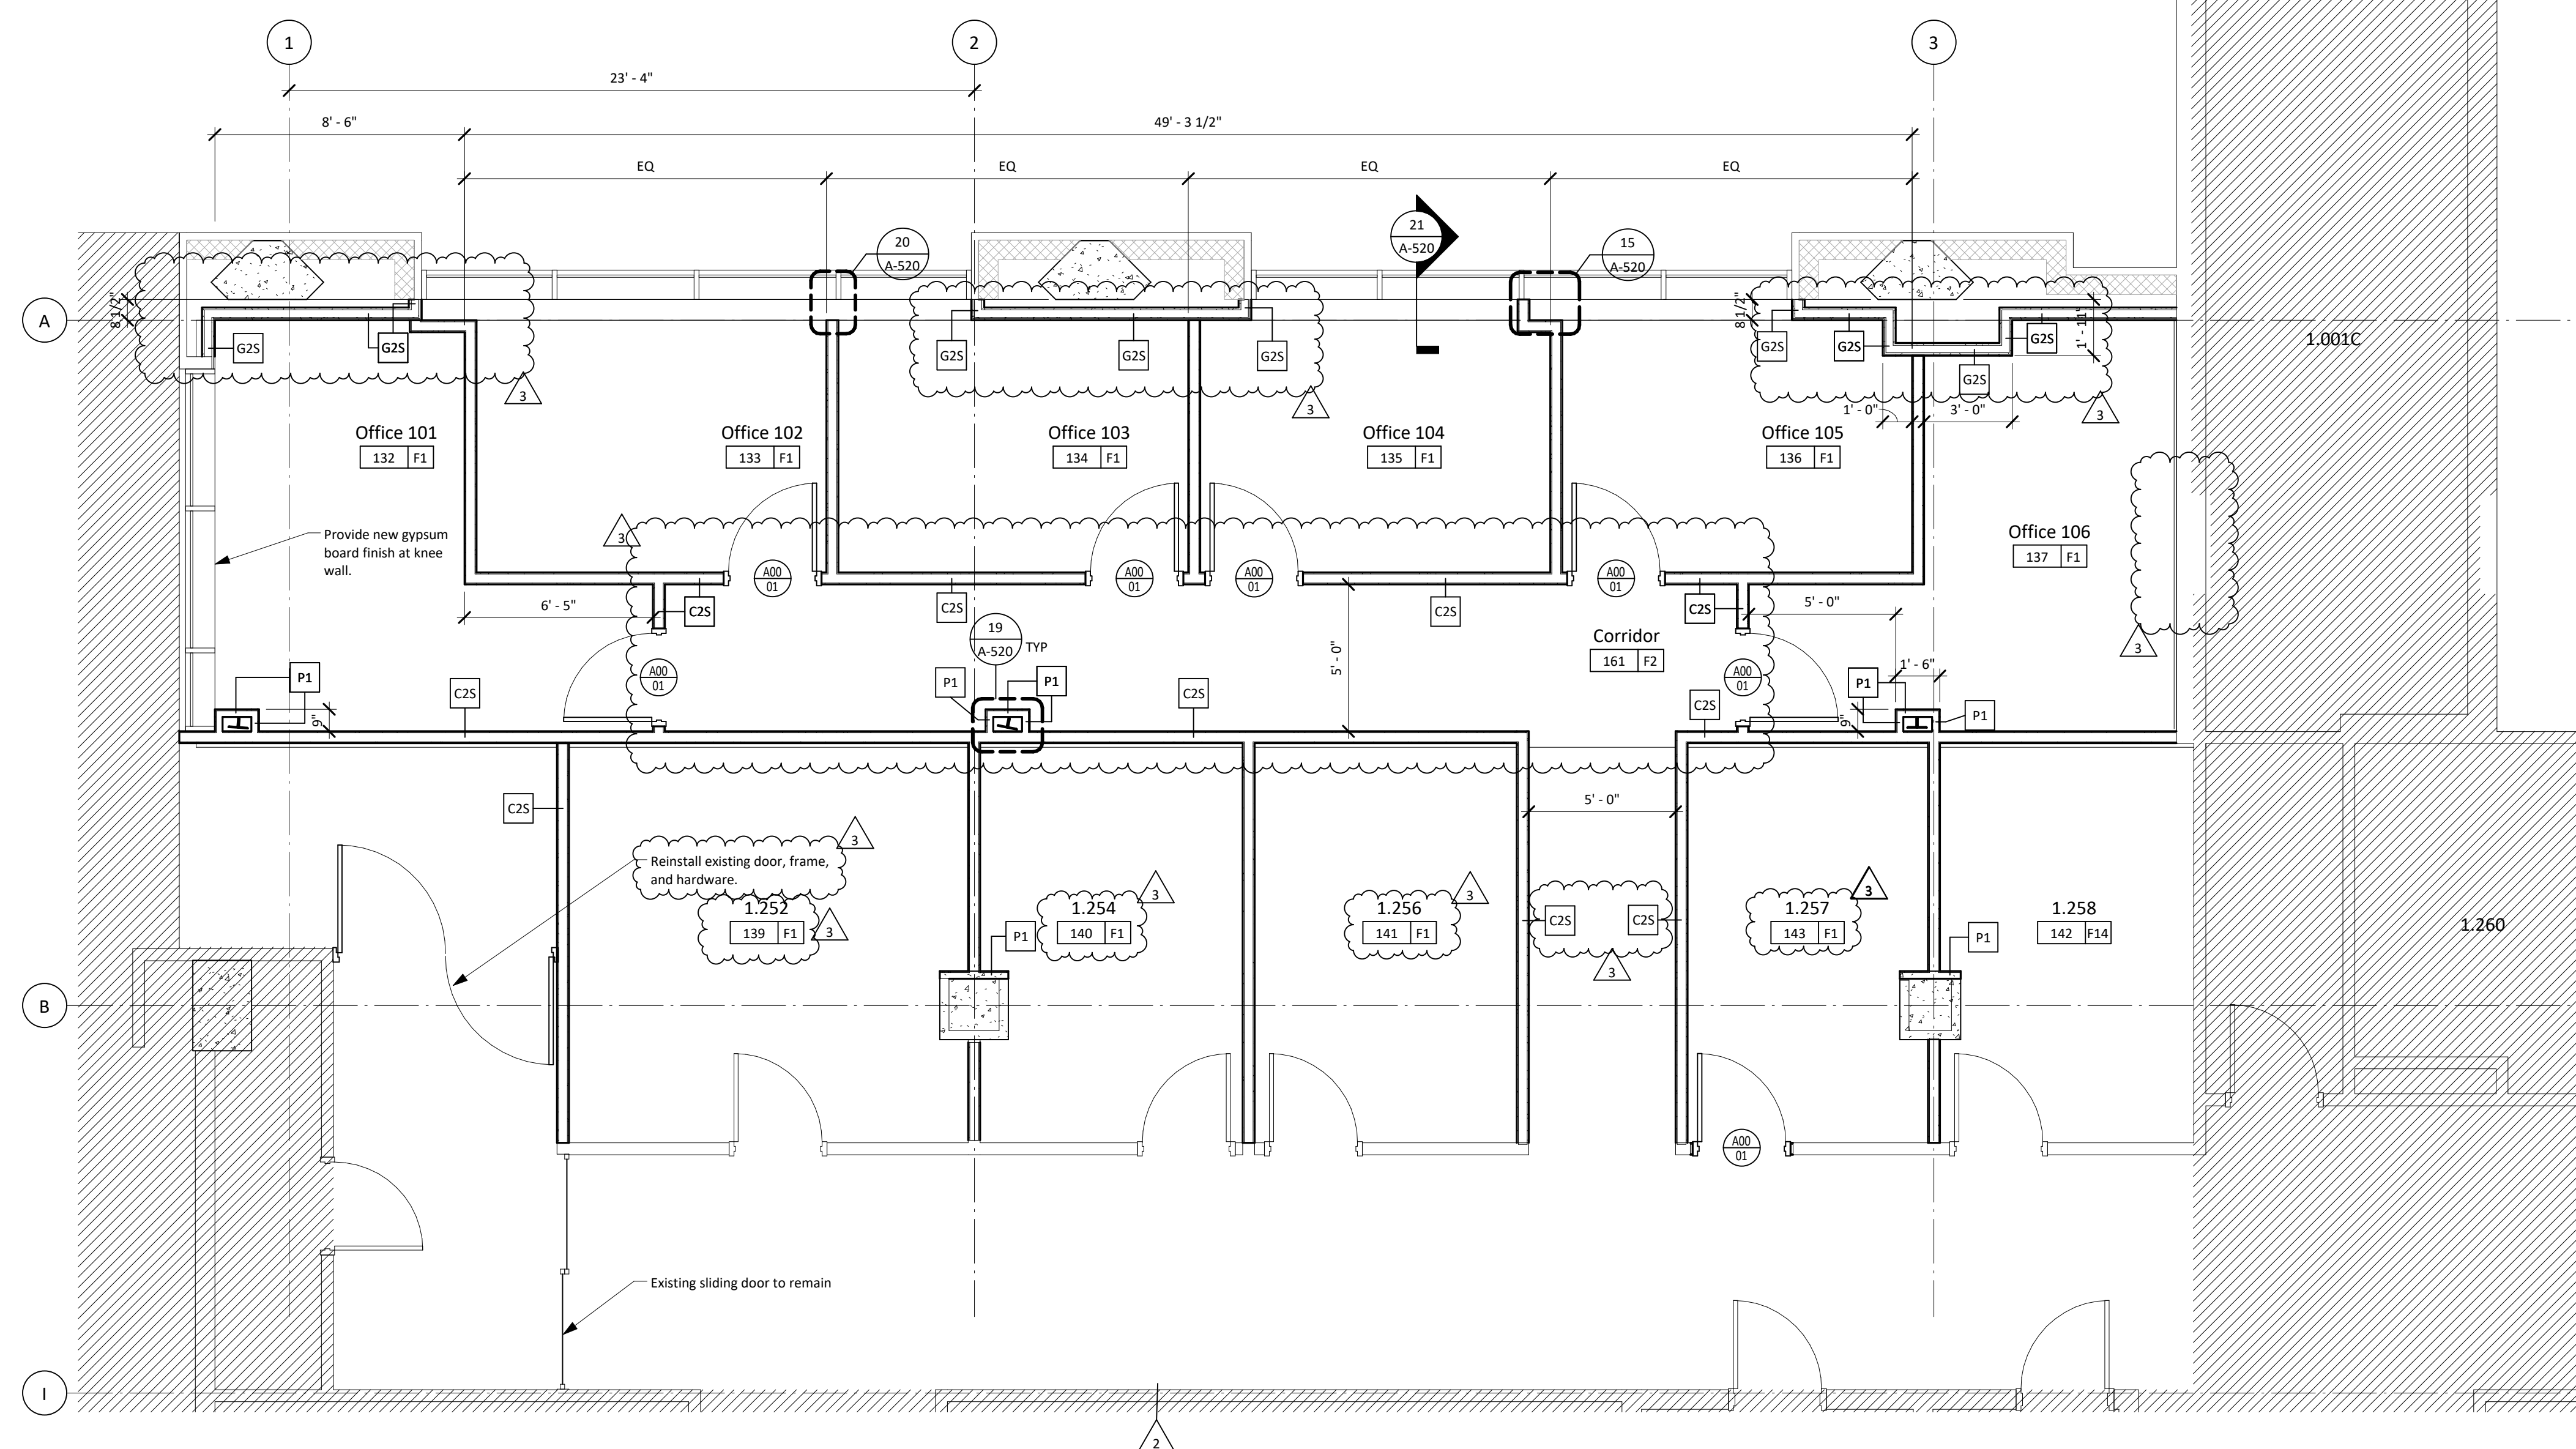 1
2
3
23' - 4"
8' - 6"
49' - 3 1/2"
EQ
EQ
EQ
EQ
20
A-520
21
A-520
15
A-520
A
8 1/2"
8 1/2"
1' - 11"
G2S
G2S
G2S
G2S
G2S
G2S
G2S
G2S
G2S
1.001C
3
3
3
1' - 0"
3' - 0"
Office 101
132 F1
Office 102
133 F1
Office 103
134 F1
Office 104
135 F1
Office 105
136 F1
Office 106
137 F1
3
3
Provide new gypsum
board finish at knee
wall.
A00
01
A00
01
A00
01
A00
01
6' - 5"
C2S
C2S
C2S
C2S
5' - 0"
19
A-520
TYP
5' - 0"
Corridor
161 F2
A00
01
A00
01
1' - 6"
P1
P1
P1
P1
P1
C2S
C2S
C2S
9"
9"
C2S
5' - 0"
Reinstall existing door, frame,
and hardware.
3
1.252
139 F1
3
1.254
140 F1
3
1.256
141 F1
3
C2S
C2S
3
1.257
143 F1
3
1.258
142 F14
1.260
P1
P1
B
A00
01
Existing sliding door to remain
I
2